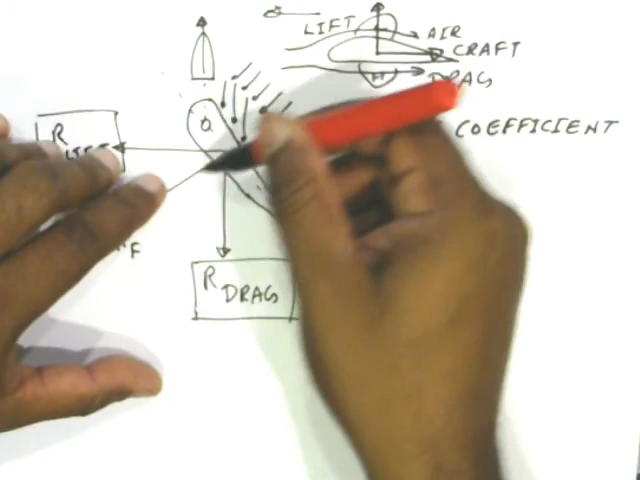 LIFT
AIR
CRAFT
DRAG
COEFFICIENT
R
a
H
F
R DRAG